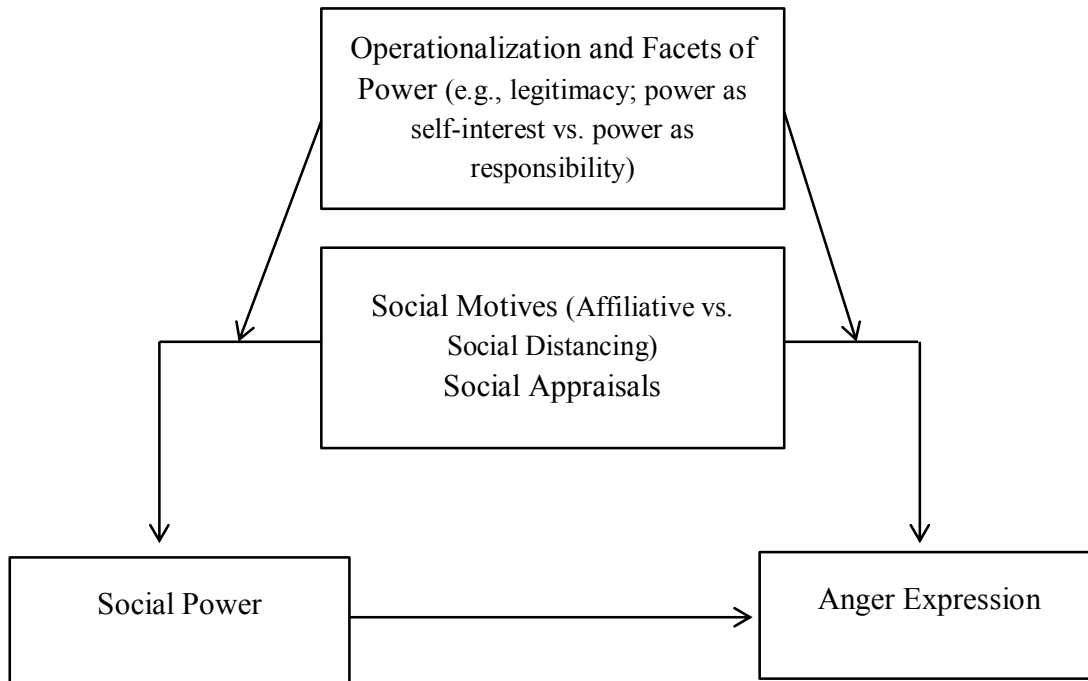 Operationalization and Facets of
Power (e.g., legitimacy; power as
self-interest vs. power as
responsibility)
Social Motives (Affiliative vs.
Social Distancing)
Social Appraisals
Social Power
Anger Expression